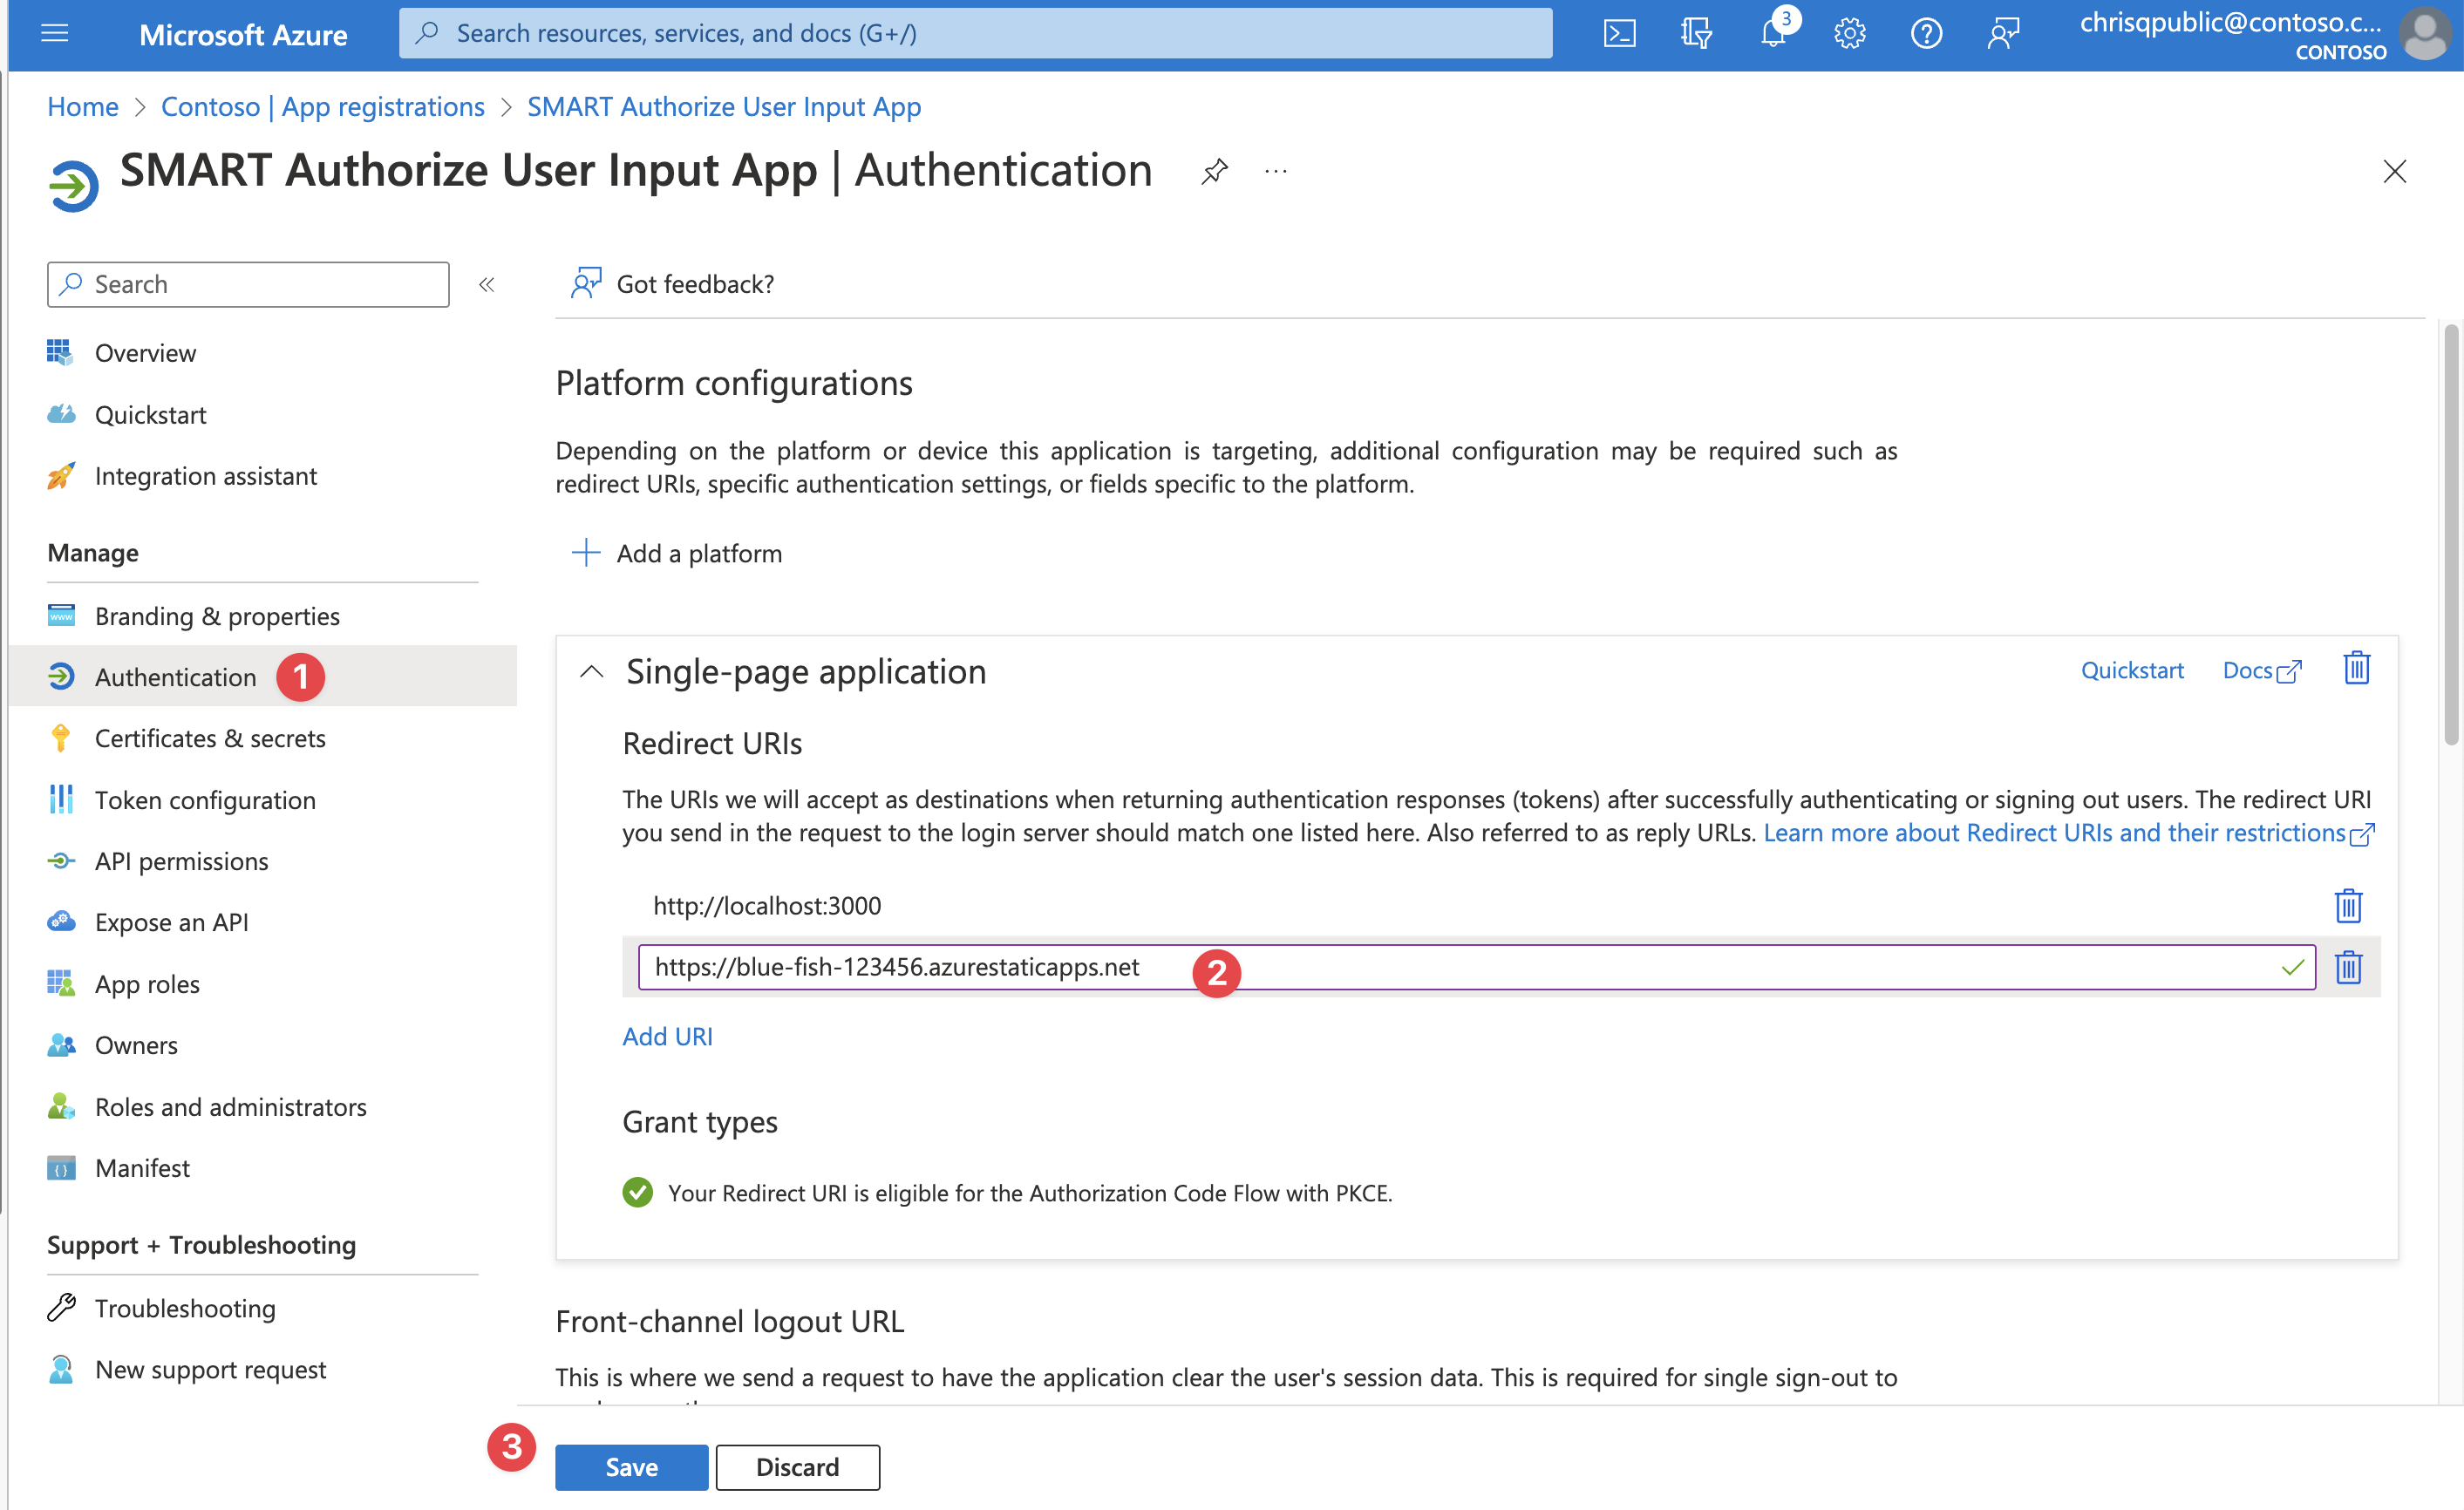 Microsoft Azure
Search resources, services, and docs (G+/)
3
chrisqpublic@contoso.c...
CONTOSO
Home > Contoso | App registrations > SMART Authorize User Input App
SMART Authorize User Input App | Authentication
Search
Got feedback?
Overview
Quickstart
Integration assistant
Manage
Branding & properties
Authentication 1
Certificates & secrets
Token configuration
API permissions
Expose an API
App roles
Owners
Roles and administrators
Manifest
Support + Troubleshooting
Troubleshooting
New support request
Platform configurations
Depending on the platform or device this application is targeting, additional configuration may be required such as
redirect URIs, specific authentication settings, or fields specific to the platform.
Add a platform
Single-page application
Quickstart
Docs
Redirect URIs
The URIs we will accept as destinations when returning authentication responses (tokens) after successfully authenticating or signing out users. The redirect URI
you send in the request to the login server should match one listed here. Also referred to as reply URLs. Learn more about Redirect URIs and their restrictions
http://localhost:3000
https://blue-fish-123456.azurestaticapps.net 2
Add URI
Grant types
Your Redirect URI is eligible for the Authorization Code Flow with PKCE.
Front-channel logout URL
This is where we send a request to have the application clear the user's session data. This is required for single sign-out to
3
Save
Discard